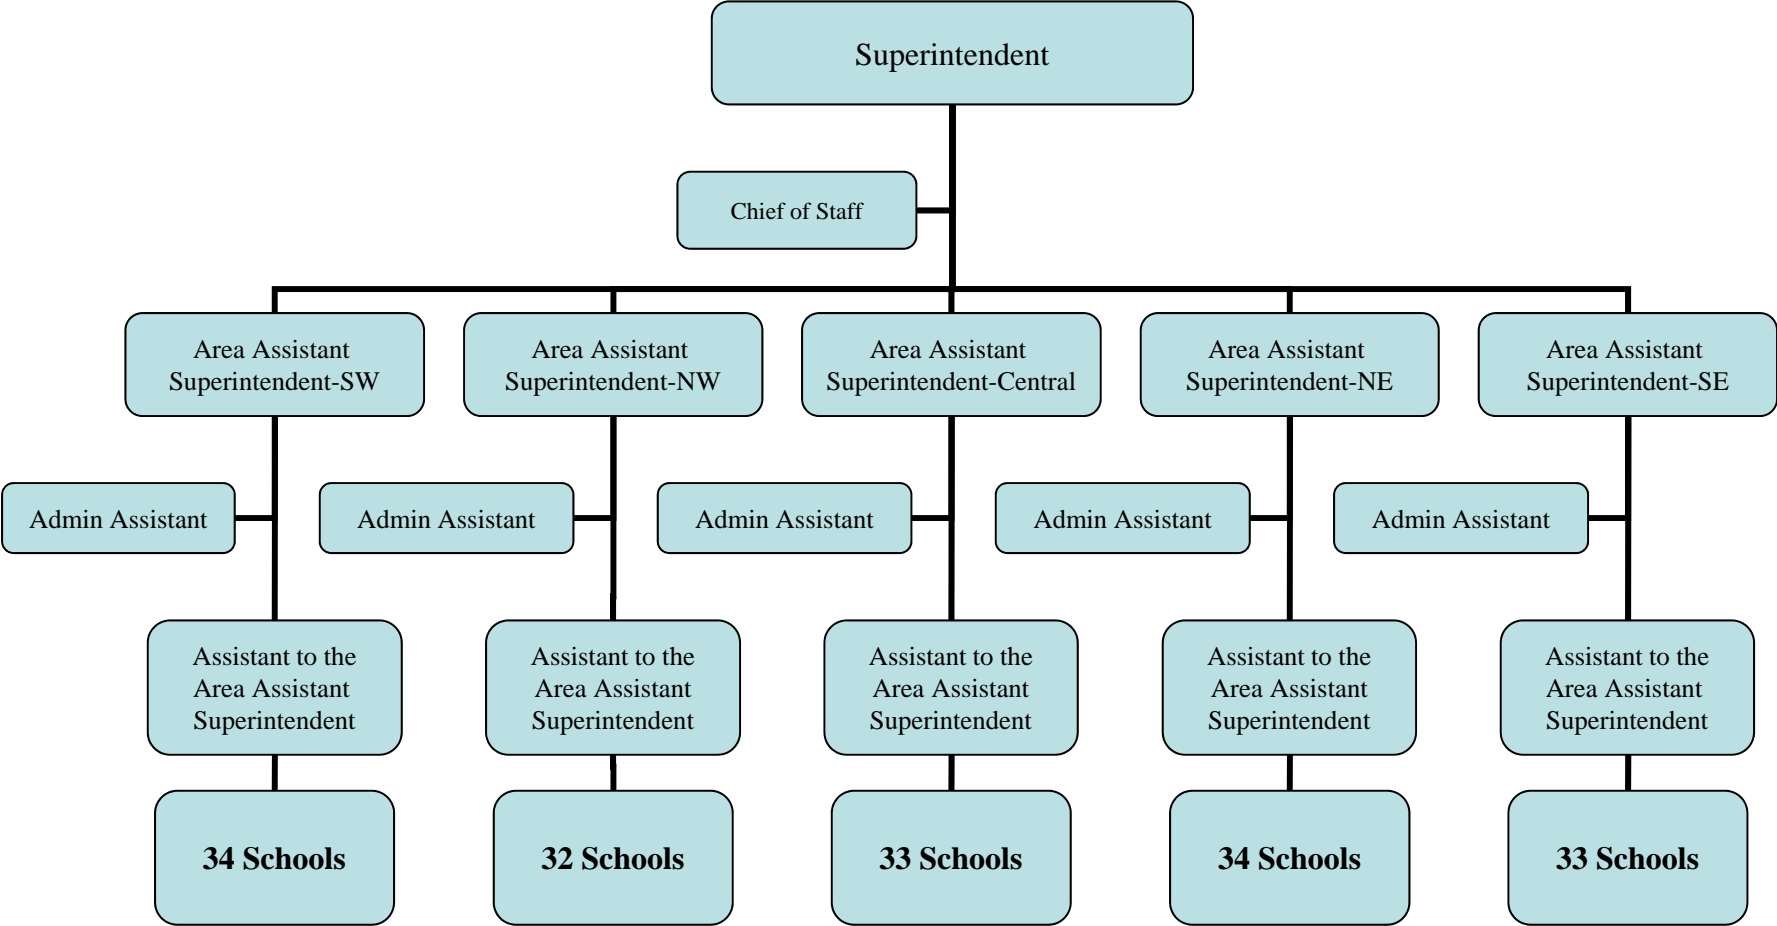 Superintendent
Chief of Staff
Area Assistant
Superintendent-SW
Area Assistant
Superintendent-NW
Area Assistant
Superintendent-Central
Area Assistant
Superintendent-NE
Area Assistant
Superintendent-SE
Admin Assistant
Admin Assistant
Admin Assistant
Admin Assistant
Admin Assistant
Assistant to the
Area Assistant
Superintendent
Assistant to the
Area Assistant
Superintendent
Assistant to the
Area Assistant
Superintendent
Assistant to the
Area Assistant
Superintendent
Assistant to the
Area Assistant
Superintendent
34 Schools
32 Schools
33 Schools
34 Schools
33 Schools